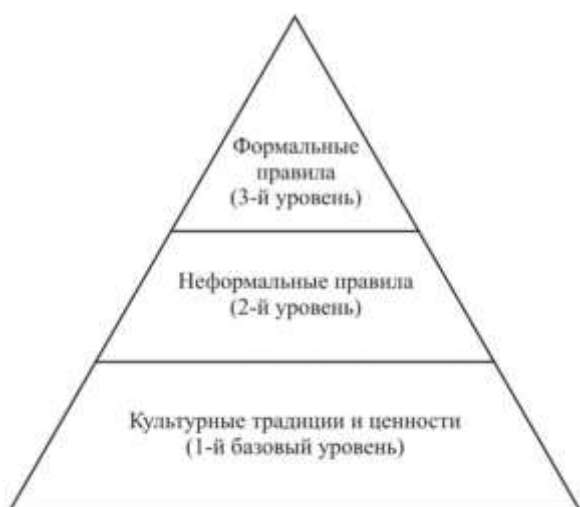 Формальные
правила
(3-й уровень)
Неформальные правила
(2-й уровень)
Культурные традиции и ценности
(1-й базовый уровень)